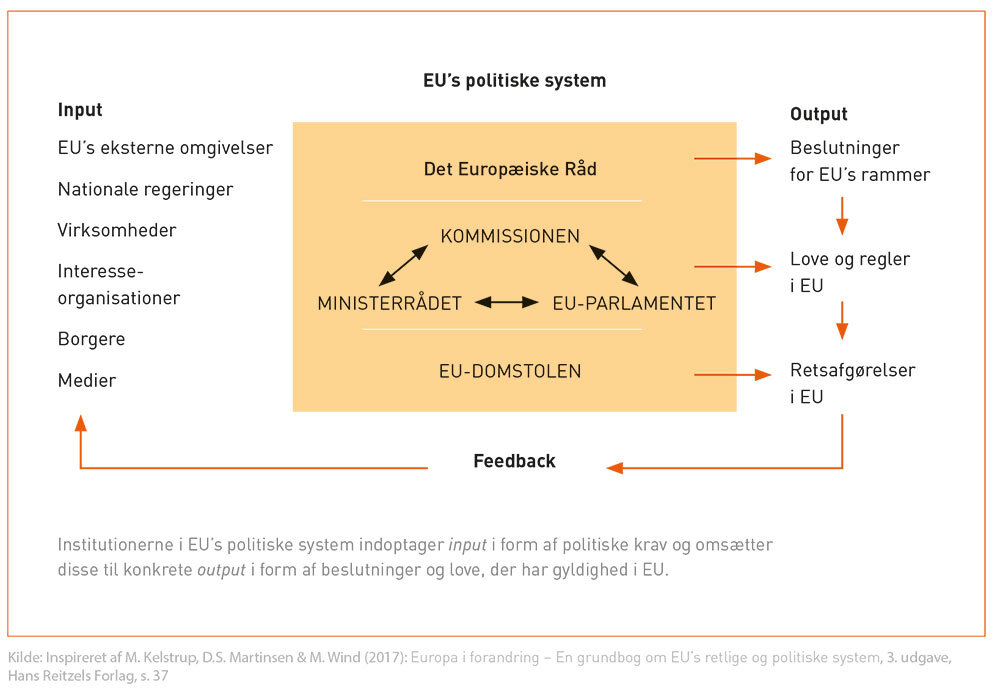 EU’s politiske system
Input
EU’s eksterne omgivelser
Nationale regeringer
Virksomheder
Interesse-
organisationer
Borgere
Medier
Det Europæiske Råd
KOMMISSIONEN
MINISTERRÅDET
EU-PARLAMENTET
EU-DOMSTOLEN
Output
Beslutninger
for EU’s rammer
Love og regler
i EU
Retsafgørelser
i EU
Feedback
Institutionerne i EU’s politiske system indoptager input i form af politiske krav og omsætter
disse til konkrete output i form af beslutninger og love, der har gyldighed i EU.
Kilde: Inspireret af M. Kelstrup, D.S. Martinsen & M. Wind (2017): Europa i forandring – En grundbog om EU’s retlige og politiske system, 3. udgave,
Hans Reitzels Forlag, s. 37